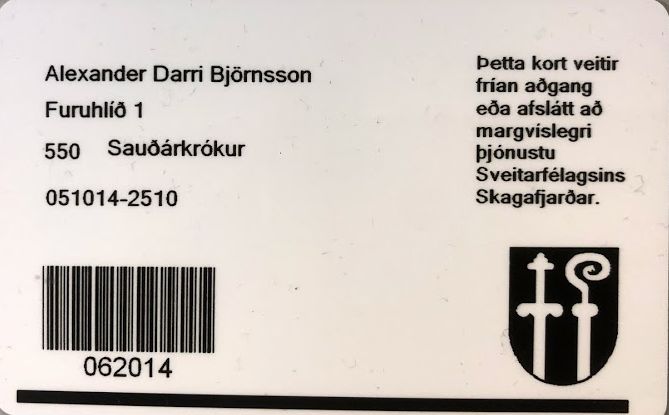 Alexander Darri Björnsson
Furuhlíð 1
550 Sauðárkrókur
051014-2510
062014
Þetta kort veitir
frían aðgang
eða afslátt að
margvíslegri
þjónustu
Sveitarfélagsins
Skagafjarðar.